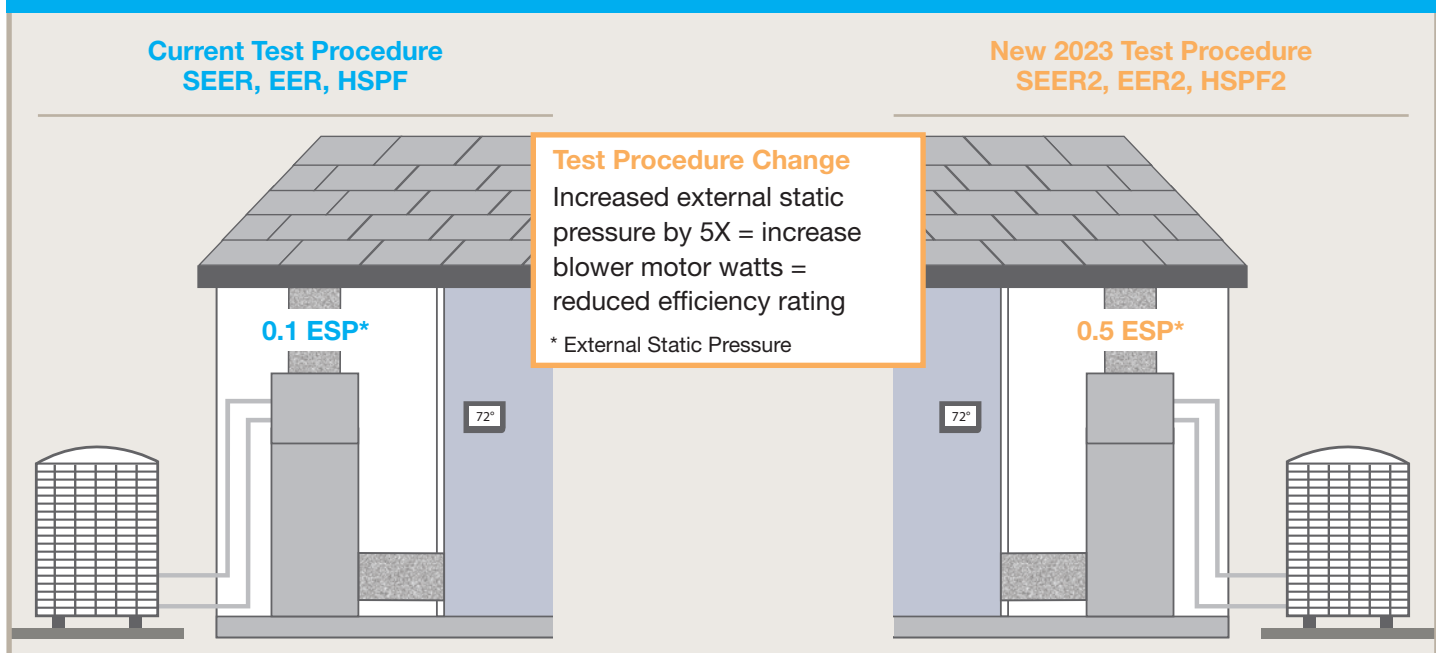 Current Test Procedure
SEER, EER, HSPF
New 2023 Test Procedure
SEER2, EER2, HSPF2
Test Procedure Change
Increased external static
pressure by 5X = increase
blower motor watts =
reduced efficiency rating
* External Static Pressure
0.1 ESP*
0.5 ESP*
72°
72°